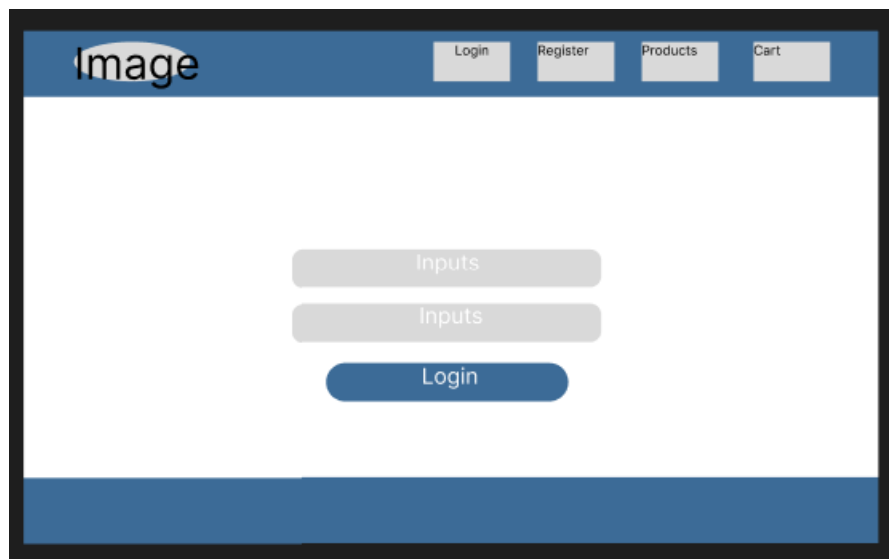 Image
Login Register Products Cart
Inputs
Inputs
Login